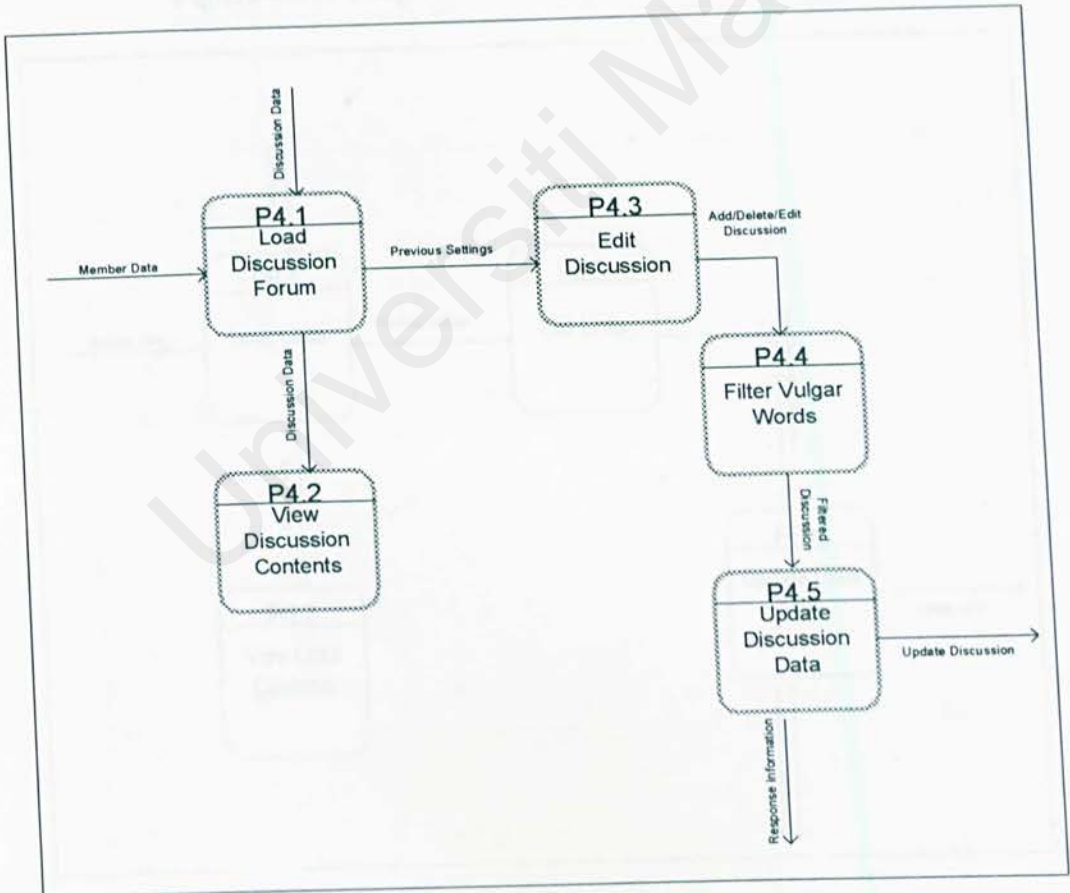 Discussion Data
P4.1
Load
Discussion
Forum
Member Data
Previous Settings
P4.3
Edit
Discussion
Add/Delete/Edit
Discussion
P4.4
Filter Vulgar
Words
Discussion Data
P4.2
View
Discussion
Contents
Filtered
Discussion
P4.5
Update
Discussion
Data
Update Discussion
Response Information
Universiti Ma